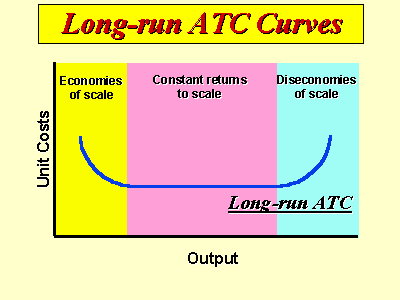 Long-run ATC Curves
Economies
of scale
Constant returns
to scale
Diseconomies
of scale
Unit Costs
Long-run ATC
Output